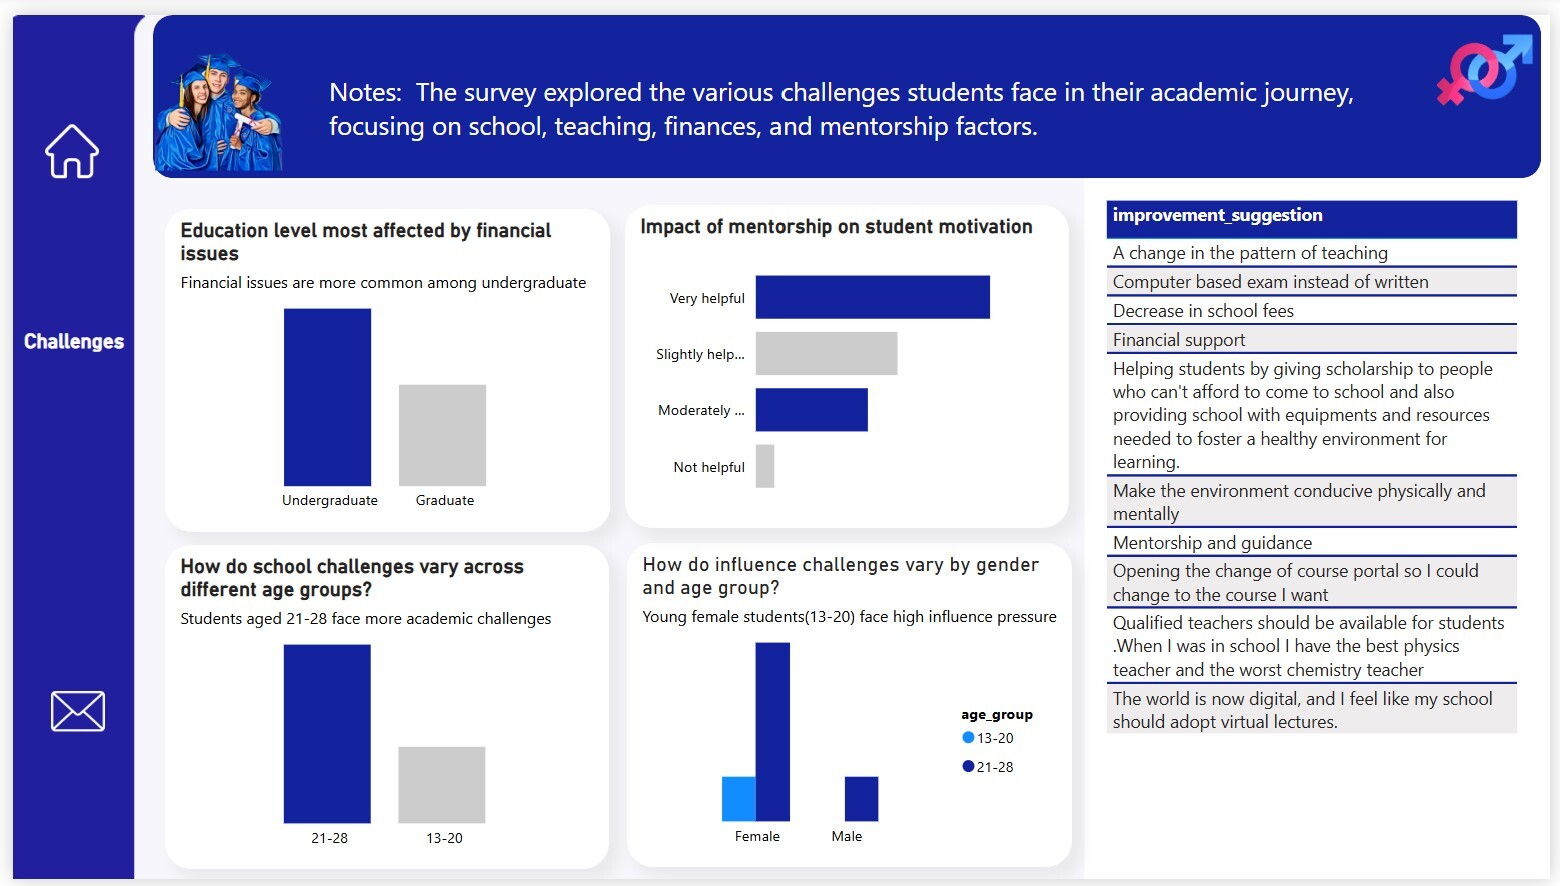 Notes:  The survey explored the various challenges students face in their academic journey,
focusing on school, teaching, finances, and mentorship factors.
Challenges
Education level most affected by financial
issues
Financial issues are more common among undergraduate
Undergraduate
Graduate
Impact of mentorship on student motivation
Very helpful
Slightly help...
Moderately ...
Not helpful
How do school challenges vary across
different age groups?
Students aged 21-28 face more academic challenges
21-28
13-20
How do influence challenges vary by gender
and age group?
Young female students(13-20) face high influence pressure
age_group
13-20
21-28
Female
Male
improvement_suggestion
A change in the pattern of teaching
Computer based exam instead of written
Decrease in school fees
Financial support
Helping students by giving scholarship to people
who can't afford to come to school and also
providing school with equipments and resources
needed to foster a healthy environment for
learning.
Make the environment conducive physically and
mentally
Mentorship and guidance
Opening the change of course portal so I could
change to the course I want
Qualified teachers should be available for students
.When I was in school I have the best physics
teacher and the worst chemistry teacher
The world is now digital, and I feel like my school
should adopt virtual lectures.